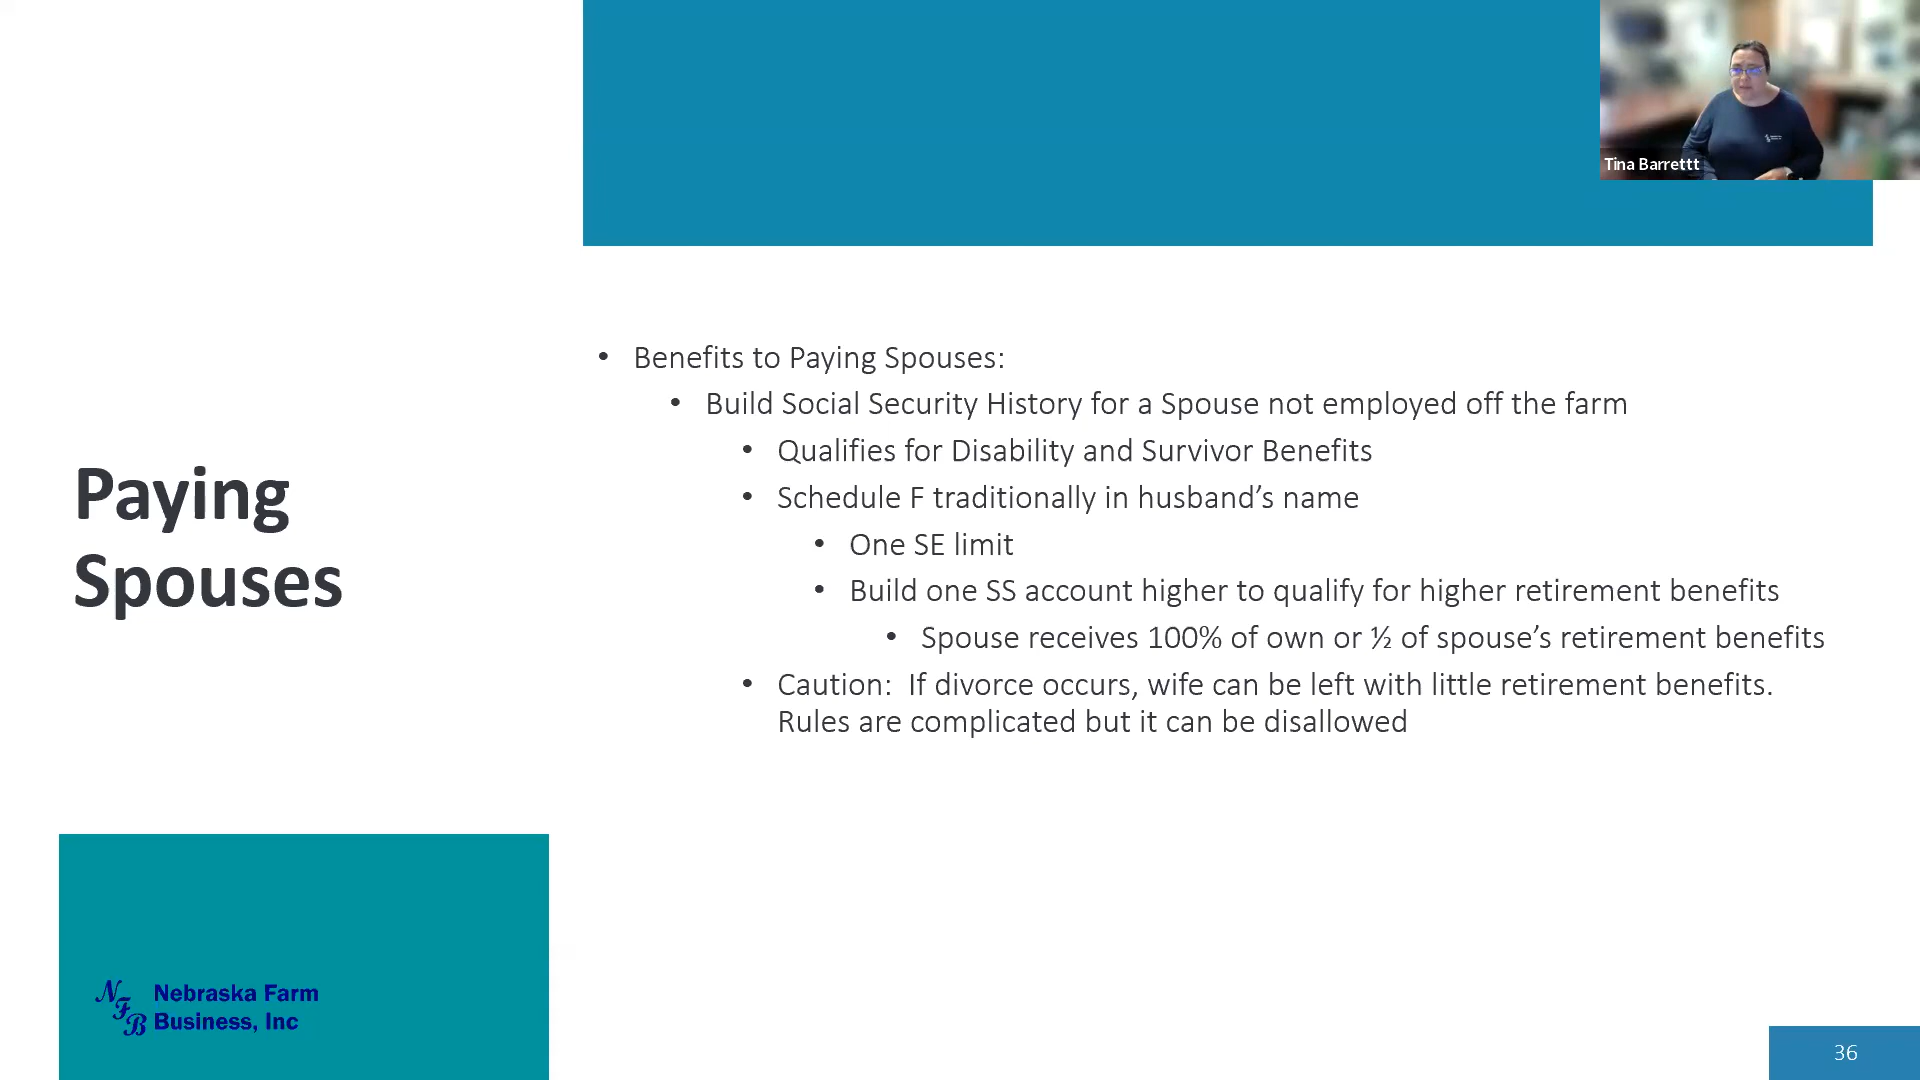 Tina Barrettt
Paying
Spouses
• Benefits to Paying Spouses:
• Build Social Security History for a Spouse not employed off the farm
• Qualifies for Disability and Survivor Benefits
• Schedule F traditionally in husband’s name
• One SE limit
• Build one SS account higher to qualify for higher retirement benefits
• Spouse receives 100% of own or ½ of spouse’s retirement benefits
• Caution: If divorce occurs, wife can be left with little retirement benefits.
Rules are complicated but it can be disallowed
NFB
Nebraska Farm
Business, Inc
36